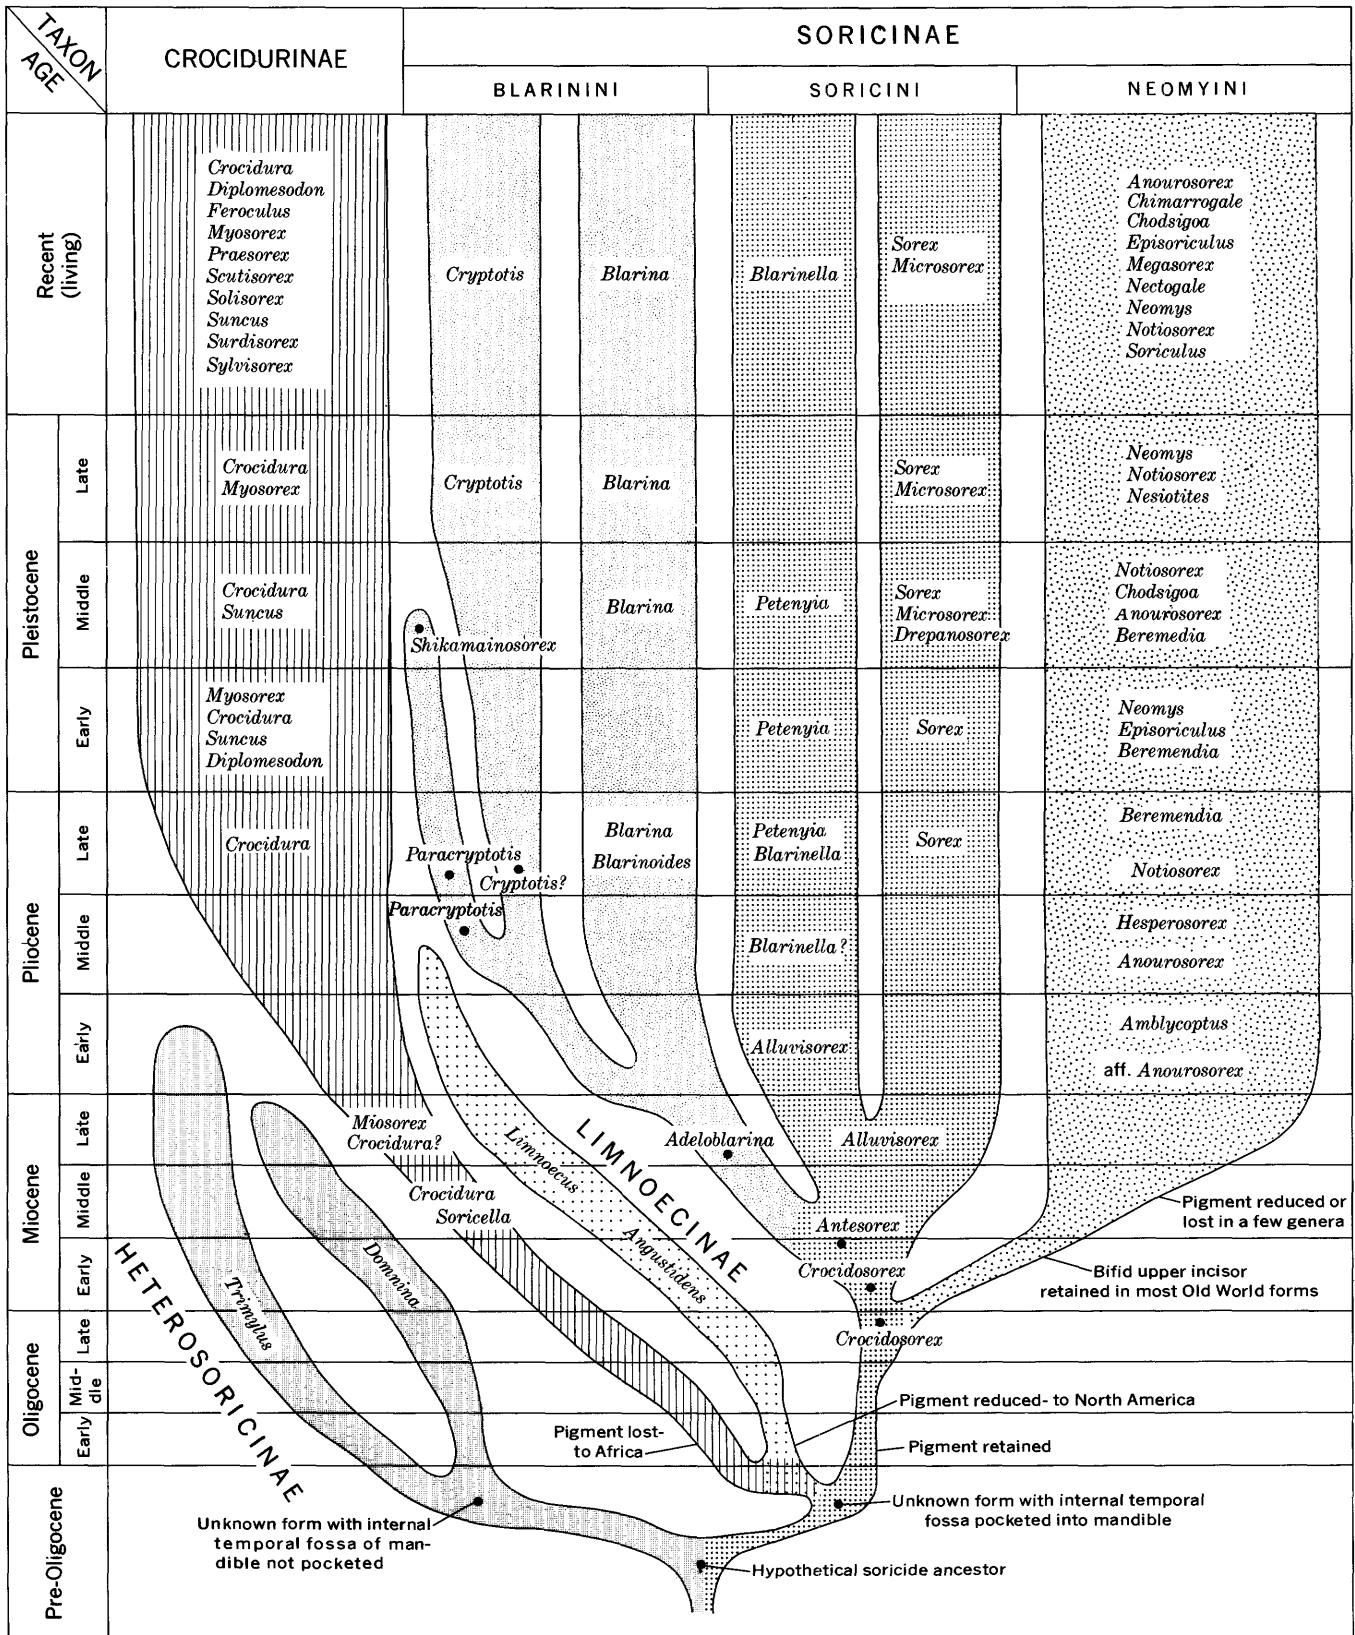 TAXON
AGE
CROCIDURINAE
SORICINAE
BLARININI
SORICINI
NEOMYINI
Recent
(living)
Crocidura
Diplomesodon
Feroculus
Myosorex
Praesorex
Scutisorex
Solisorex
Suncus
Surdisorex
Sylvisorex
Cryptotis
Blarina
Blarinella
Sorex
Microsorex
Anourosorex
Chimarrogale
Chodsigoa
Episoriculus
Megasorex
Nectogale
Neomys
Notiosorex
Soriculus
Pleistocene
Late
Crocidura
Myosorex
Cryptotis
Blarina
Sorex
Microsorex
Neomys
Notiosorex
Nesiotites
Middle
Crocidura
Suncus
Shikamainosorex
Blarina
Petenyia
Sorex
Microsorex
Drepanosorex
Notiosorex
Chodsigoa
Anourosorex
Beremedia
Early
Myosorex
Crocidura
Suncus
Diplomesodon
Petenyia
Sorex
Neomys
Episoriculus
Beremendia
Pliocene
Late
Crocidura
Paracryptotis
Cryptotis?
Blarina
Blarinoides
Petenyia
Blarinella
Sorex
Beremendia
Notiosorex
Middle
Paracryptotis
Blarinella?
Hesperosorex
Anourosorex
Early
Alluvisorex
Amblycoptus
aff. Anourosorex
Miocene
Late
Miosorex
Crocidura?
Limnoecus
LIMNOECINAE
Adeloblarina
Alluvisorex
Middle
Crocidura
Soricella
Domnina
Angustidens
Antesorex
Pigment reduced or
lost in a few genera
Early
HETEROSORICINAE
Trimylus
Crocidosorex
Bifid upper incisor
retained in most Old World forms
Oligocene
Late
Crocidosorex
Mid-
dle
Pigment reduced- to North America
Early
Pigment lost-
to Africa
Pigment retained
Pre-Oligocene
Unknown form with internal
temporal fossa of man-
dible not pocketed
Unknown form with internal temporal
fossa pocketed into mandible
Hypothetical soricide ancestor